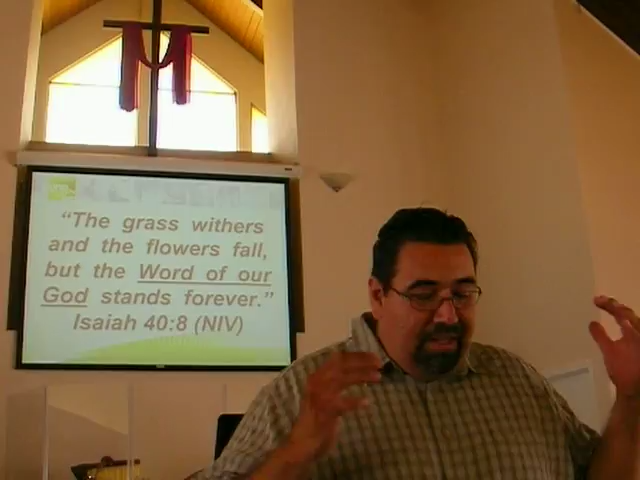 “The grass withers
and the flowers fall,
but the Word of our
God stands forever.”
Isaiah 40:8 (NIV)